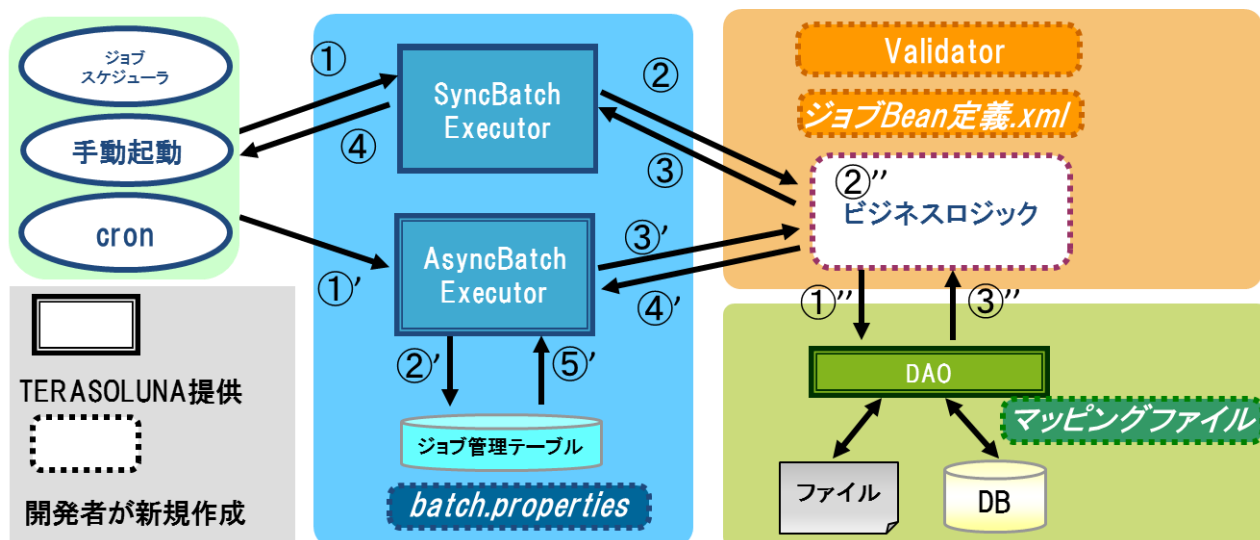 ジョブ
スケジューラ
手動起動
cron
TERASOLUNA提供
開発者が新規作成
①
④
①’
SyncBatch
Executor
AsyncBatch
Executor
②’
⑤’
ジョブ管理テーブル
batch.properties
②
③
③’
④’
Validator
ジョブBean定義.xml
②’’
ビジネスロジック
①’’
③’’
DAO
マッピングファイル
ファイル
DB